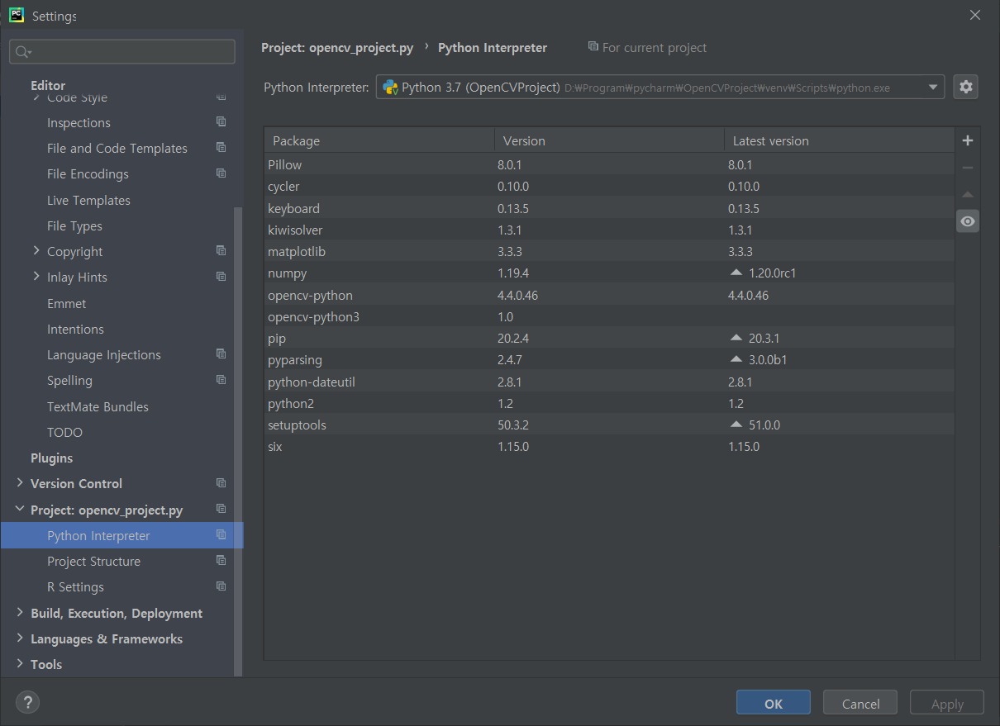 PC
Settings
Project: opencv_project.py › Python Interpreter For current project
Python Interpreter: Python 3.7 (OpenCVProject) D:₩Program₩pycharm₩OpenCVProject₩venv₩Scripts₩python.exe
Editor
Code Style
Inspections
File and Code Templates
File Encodings
Live Templates
File Types
Copyright
Inlay Hints
Emmet
Intentions
Language Injections
Spelling
TextMate Bundles
TODO
Plugins
Version Control
Project: opencv_project.py
Python Interpreter
Project Structure
R Settings
Build, Execution, Deployment
Languages & Frameworks
Tools
Package Version Latest version
Pillow 8.0.1 8.0.1
cycler 0.10.0 0.10.0
keyboard 0.13.5 0.13.5
kiwisolver 1.3.1 1.3.1
matplotlib 3.3.3 3.3.3
numpy 1.19.4 ▲ 1.20.0rc1
opencv-python 4.4.0.46 4.4.0.46
opencv-python3 1.0
pip 20.2.4 ▲ 20.3.1
pyparsing 2.4.7 ▲ 3.0.0b1
python-dateutil 2.8.1 2.8.1
python2 1.2 1.2
setuptools 50.3.2 ▲ 51.0.0
six 1.15.0 1.15.0
? OK Cancel Apply